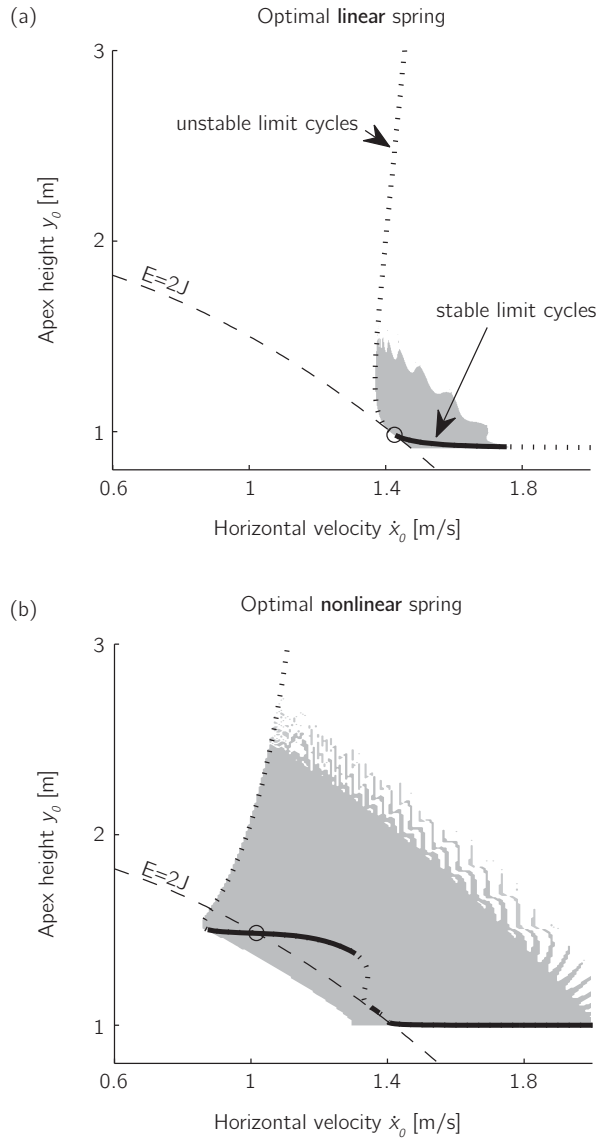 (a)
Optimal linear spring
3
unstable limit cycles
2
Apex height y₀ [m]
E=2J
stable limit cycles
1
0.6 1 1.4 1.8
Horizontal velocity ẋ₀ [m/s]
(b)
Optimal nonlinear spring
3
2
Apex height y₀ [m]
E=2J
1
0.6 1 1.4 1.8
Horizontal velocity ẋ₀ [m/s]